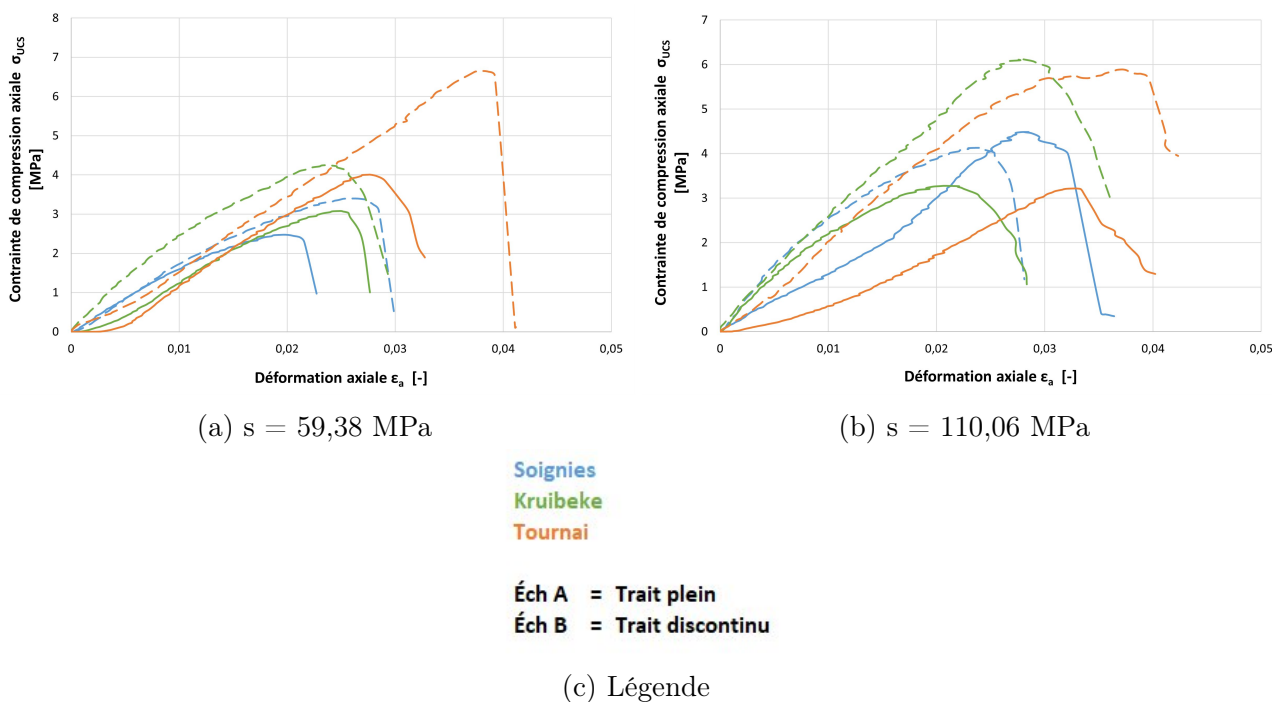 Contrainte de compression axiale σUCS
[MPa]
8
7
6
5
4
3
2
1
0
0 0,01 0,02 0,03 0,04 0,05
Déformation axiale εa [-]
(a) s = 59,38 MPa
Contrainte de compression axiale σUCS
[MPa]
7
6
5
4
3
2
1
0
0 0,01 0,02 0,03 0,04 0,05
Déformation axiale εa [-]
(b) s = 110,06 MPa
Soignies
Kruibeke
Tournai
Éch A = Trait plein
Éch B = Trait discontinu
(c) Légende